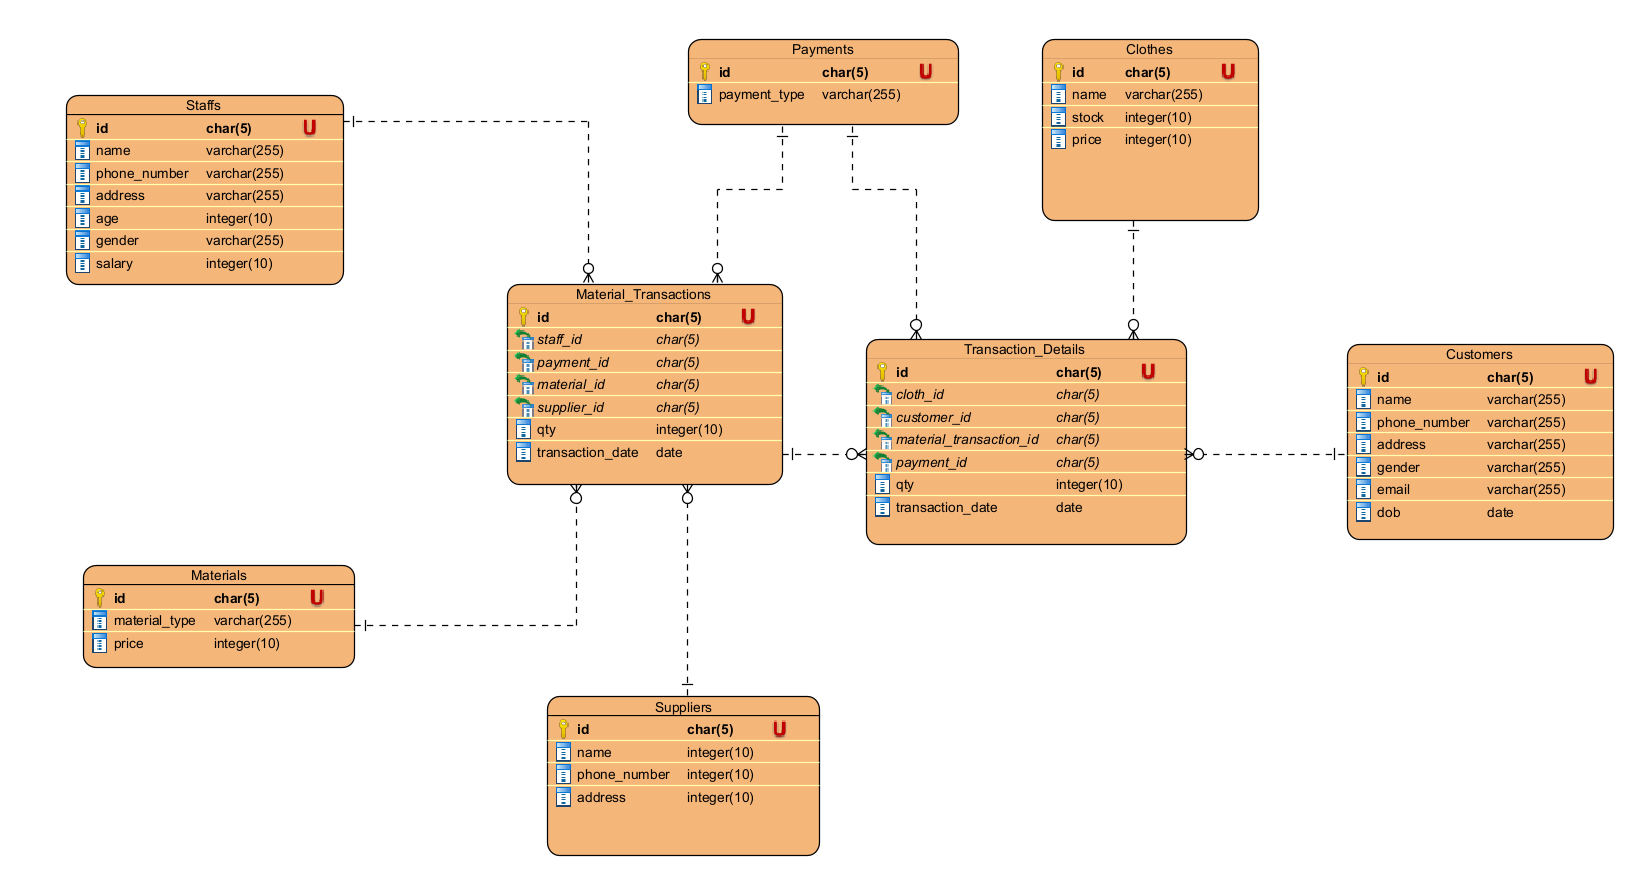 Payments
id char(5) U
payment_type varchar(255)
Clothes
id char(5) U
name varchar(255)
stock integer(10)
price integer(10)
Staffs
id char(5) U
name varchar(255)
phone_number varchar(255)
address varchar(255)
age integer(10)
gender varchar(255)
salary integer(10)
Material_Transactions
id char(5) U
staff_id char(5)
payment_id char(5)
material_id char(5)
supplier_id char(5)
qty integer(10)
transaction_date date
Transaction_Details
id char(5) U
cloth_id char(5)
customer_id char(5)
material_transaction_id char(5)
payment_id char(5)
qty integer(10)
transaction_date date
Customers
id char(5) U
name varchar(255)
phone_number varchar(255)
address varchar(255)
gender varchar(255)
email varchar(255)
dob date
Materials
id char(5) U
material_type varchar(255)
price integer(10)
Suppliers
id char(5) U
name integer(10)
phone_number integer(10)
address integer(10)